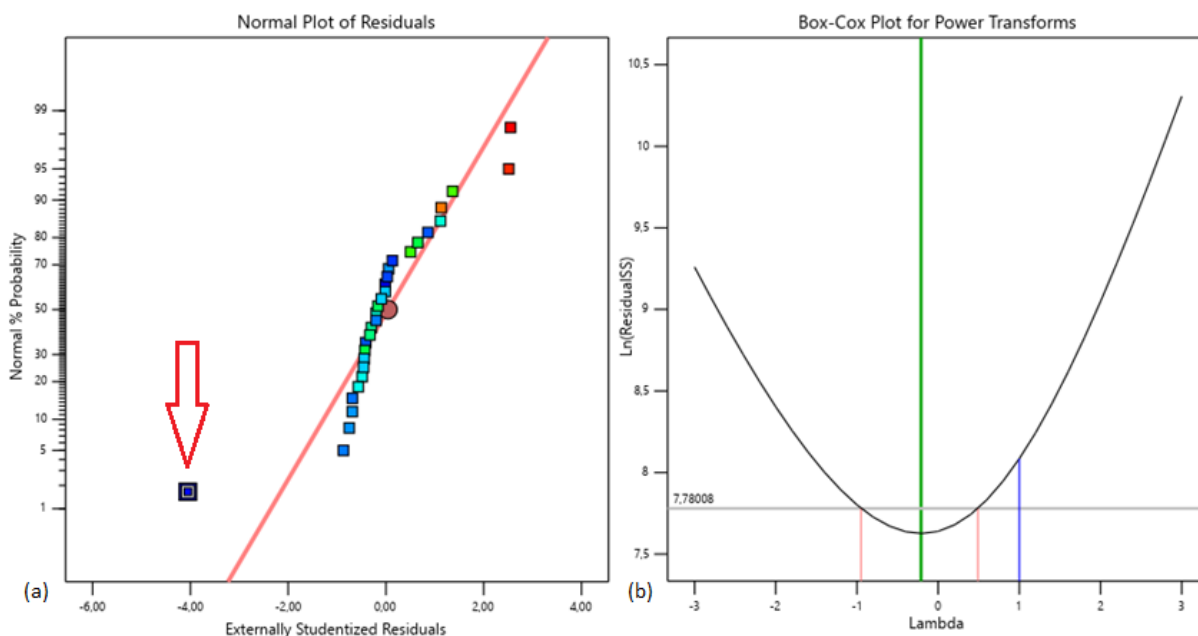 Normal Plot of Residuals
Normal % Probability
99
95
90
80
70
50
30
20
10
5
1
-6,00 -4,00 -2,00 0,00 2,00 4,00
Externally Studentized Residuals
(a)
Box-Cox Plot for Power Transforms
Ln(ResidualSS)
10,5
10
9,5
9
8,5
8
7,78008
7,5
-3 -2 -1 0 1 2 3
Lambda
(b)